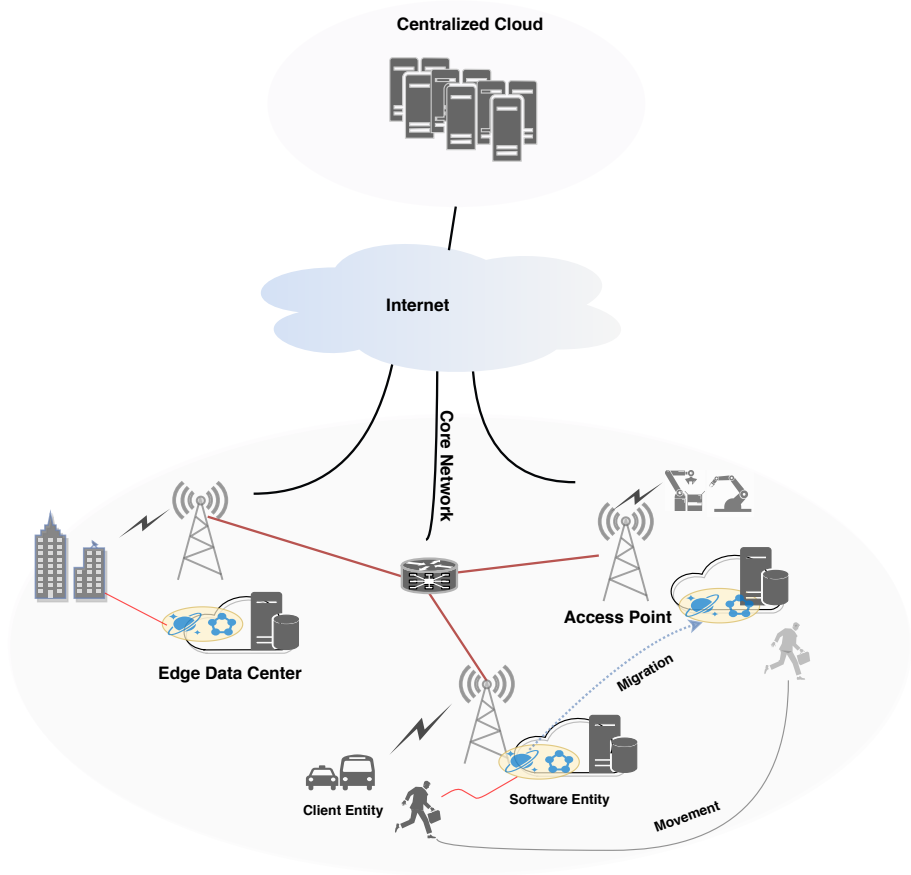 Centralized Cloud
Internet
Core Network
Access Point
Edge Data Center
Migration
Software Entity
Client Entity
Movement